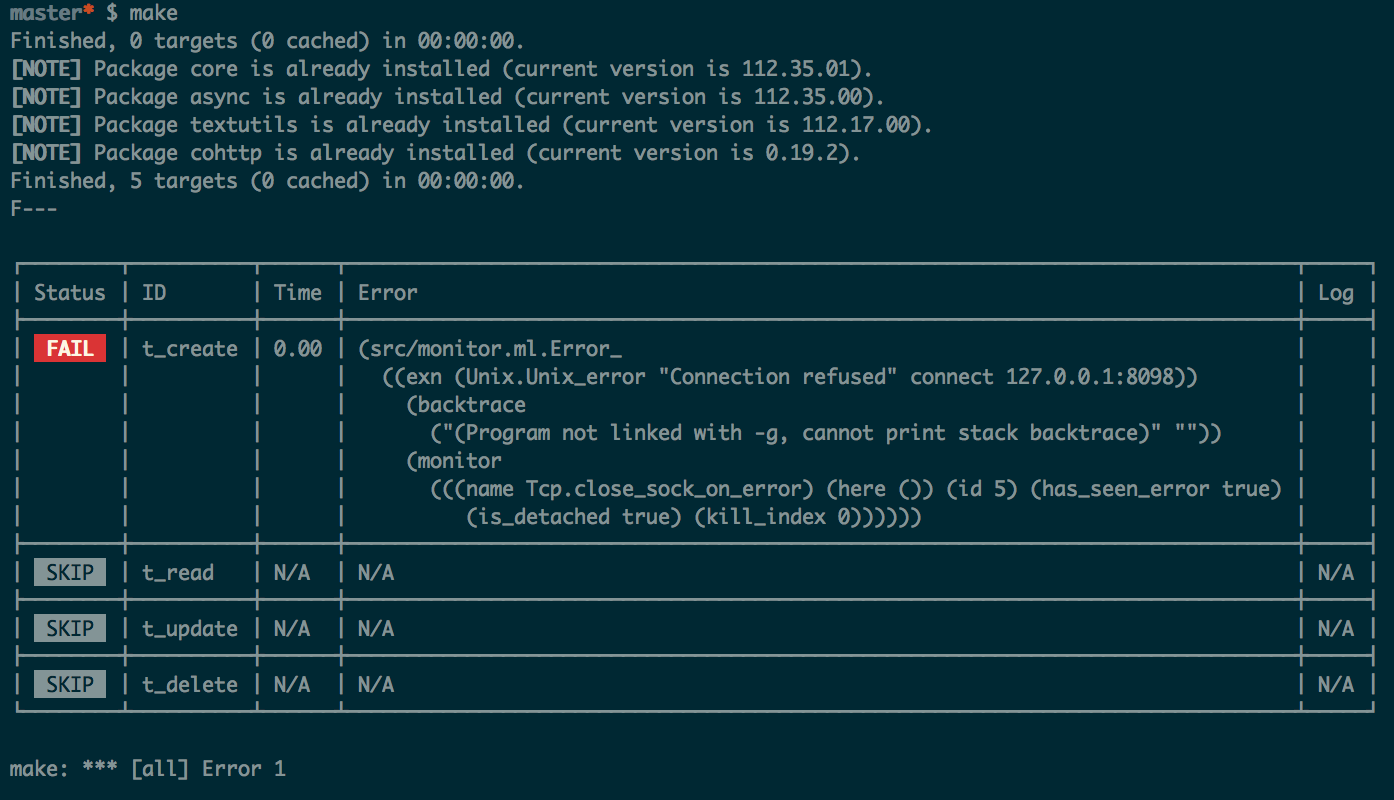 master* $ make
Finished, 0 targets (0 cached) in 00:00:00.
[NOTE] Package core is already installed (current version is 112.35.01).
[NOTE] Package async is already installed (current version is 112.35.00).
[NOTE] Package textutils is already installed (current version is 112.17.00).
[NOTE] Package cohttp is already installed (current version is 0.19.2).
Finished, 5 targets (0 cached) in 00:00:00.
F---
Status ID Time Error Log
FAIL t_create 0.00 (src/monitor.ml.Error_
((exn (Unix.Unix_error "Connection refused" connect 127.0.0.1:8098))
(backtrace
("(Program not linked with -g, cannot print stack backtrace)" ""))
(monitor
(((name Tcp.close_sock_on_error) (here ()) (id 5) (has_seen_error true)
(is_detached true) (kill_index 0))))))
SKIP t_read N/A N/A N/A
SKIP t_update N/A N/A N/A
SKIP t_delete N/A N/A N/A
make: *** [all] Error 1